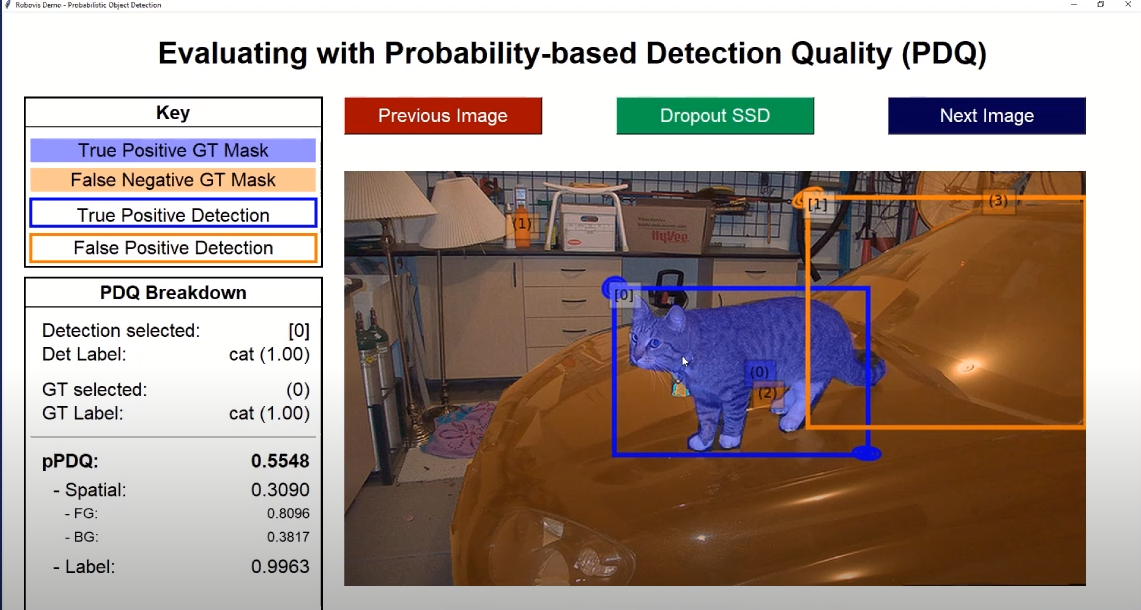 Robovis Demo - Probabilistic Object Detection
Evaluating with Probability-based Detection Quality (PDQ)
Key
True Positive GT Mask
False Negative GT Mask
True Positive Detection
False Positive Detection
PDQ Breakdown
Detection selected: [0]
Det Label: cat (1.00)
GT selected: (0)
GT Label: cat (1.00)
pPDQ: 0.5548
- Spatial: 0.3090
- FG: 0.8096
- BG: 0.3817
- Label: 0.9963
Previous Image
Dropout SSD
Next Image
[1]
(3)
(1)
HyVee
[0]
(0)
(2)